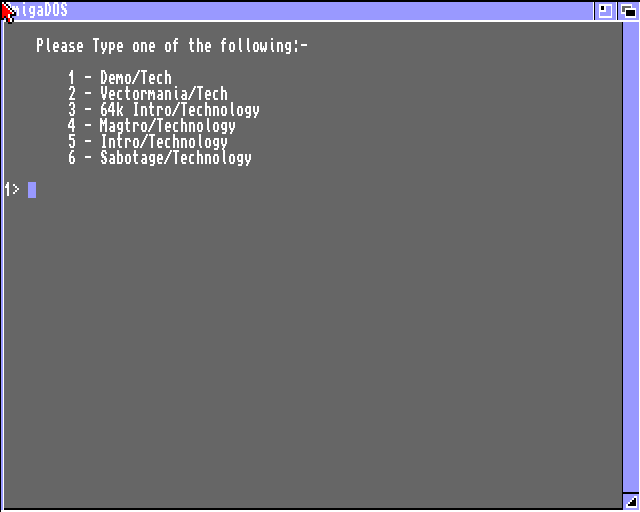 migaDOS
Please Type one of the following:-
1 - Demo/Tech
2 - Vectormania/Tech
3 - 64k Intro/Technology
4 - Magtro/Technology
5 - Intro/Technology
6 - Sabotage/Technology
1>